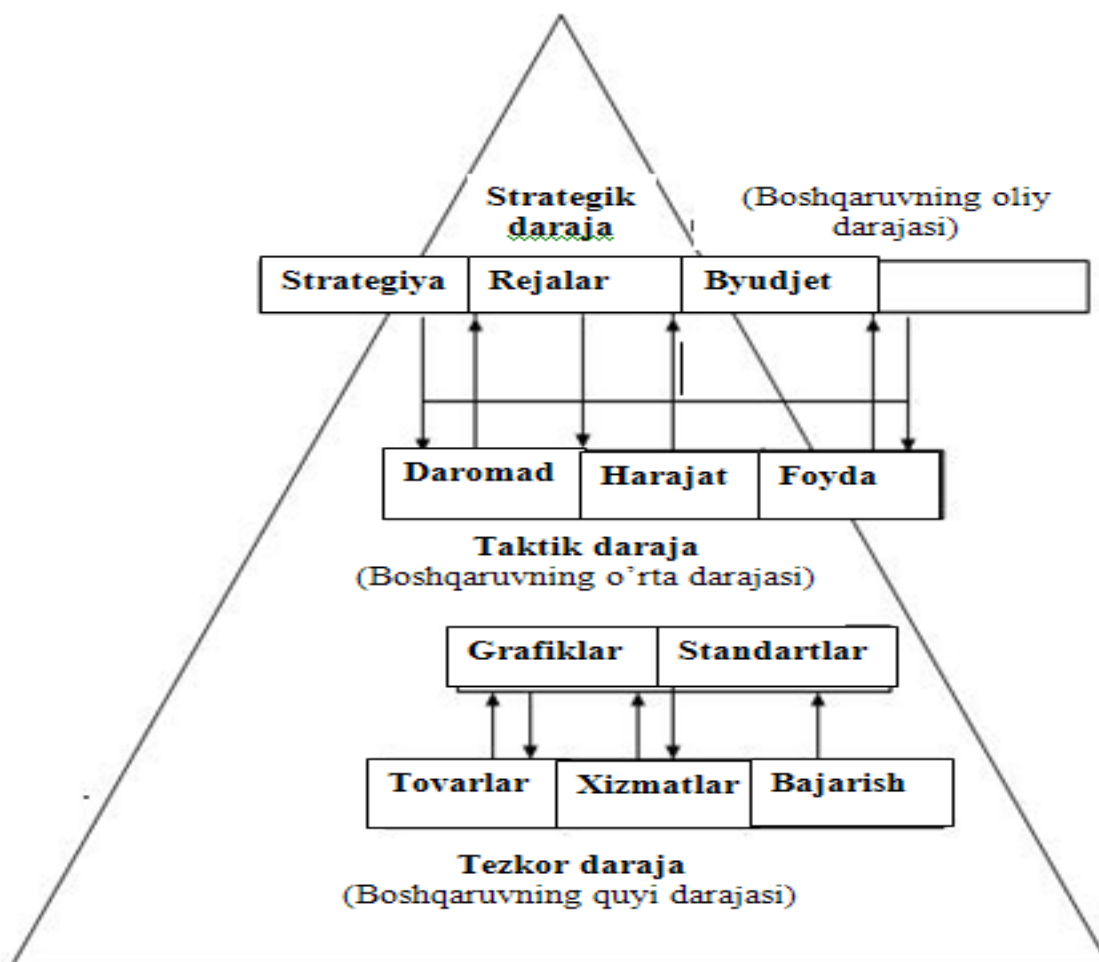 Strategik
daraja
(Boshqaruvning oliy
darajasi)
Strategiya Rejalar Byudjet
Daromad Harajat Foyda
Taktik daraja
(Boshqaruvning o’rta darajasi)
Grafiklar Standartlar
Tovarlar Xizmatlar Bajarish
Tezkor daraja
(Boshqaruvning quyi darajasi)